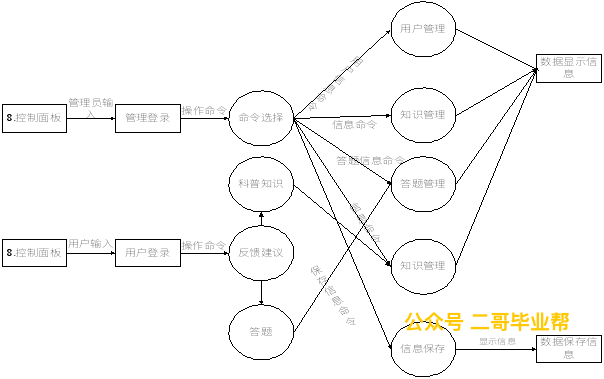 用户管理
数据显示信
息
管理员输
入
操作命令
8.控制面板
管理登录
命令选择
信息命令
知识管理
答题信息命令
科普知识
答题管理
用户输入
操作命令
8.控制面板
用户登录
反馈建议
知识管理
保存信息命令
答题
公众号 二哥毕业帮
信息保存
显示信息
数据保存信
息